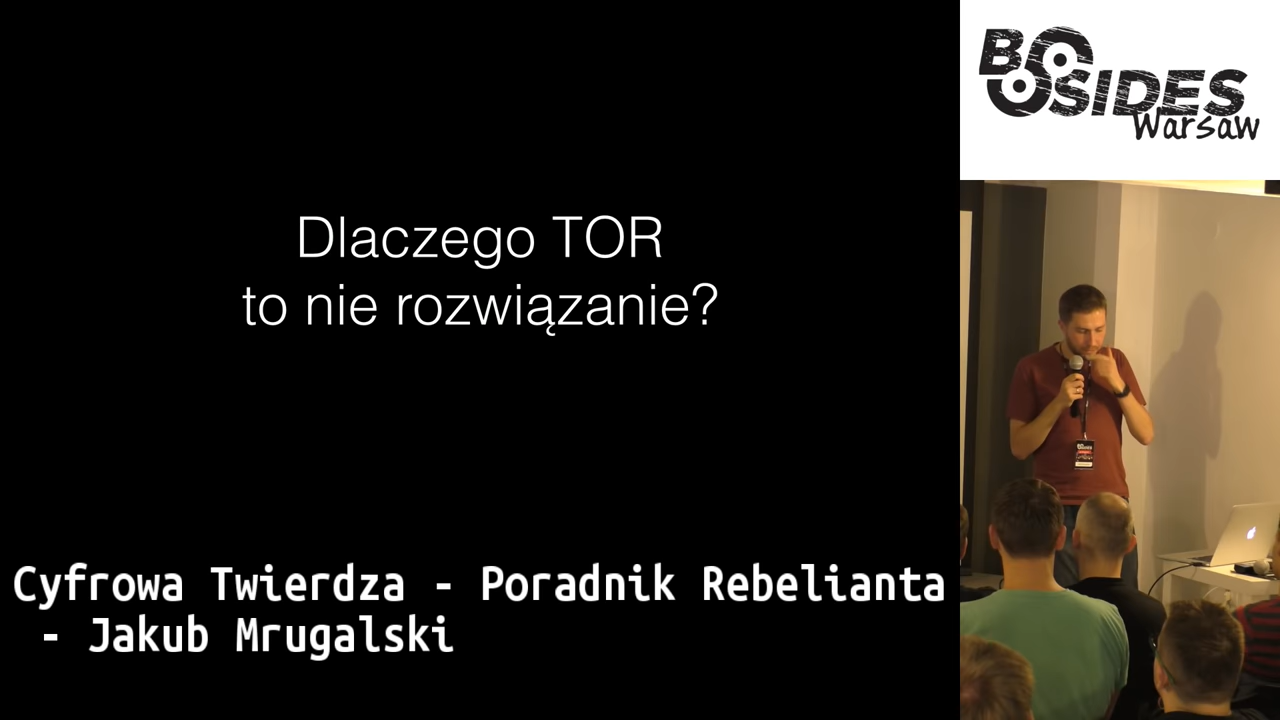 Dlaczego TOR
to nie rozwiązanie?
Cyfrowa Twierdza - Poradnik Rebelianta
- Jakub Mrugalski
BSIDES
Warsaw